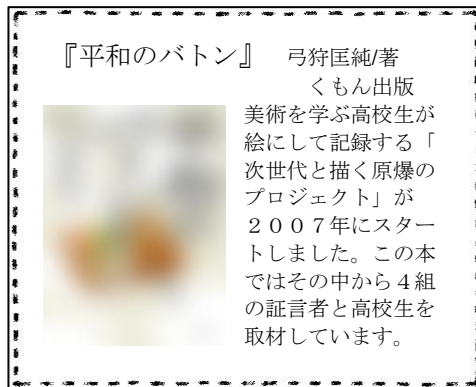 『平和のバトン』 弓狩匡純/著
くもん出版
美術を学ぶ高校生が
絵にして記録する「
次世代と描く原爆の
プロジェクト」が
２００７年にスター
トしました。この本
ではその中から４組
の証言者と高校生を
取材しています。